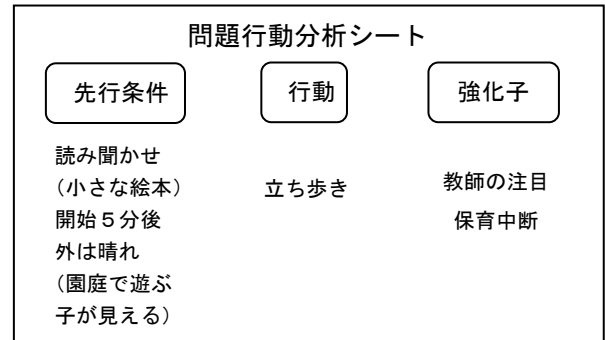 問題行動分析シート
先行条件
行動
強化子
読み聞かせ
（小さな絵本）
開始５分後
外は晴れ
（園庭で遊ぶ
子が見える）
立ち歩き
教師の注目
保育中断